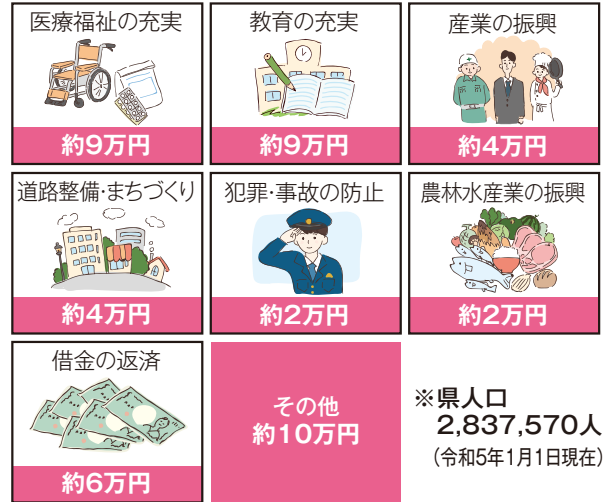 医療福祉の充実
約9万円
教育の充実
約9万円
産業の振興
約4万円
道路整備・まちづくり
約4万円
犯罪・事故の防止
約2万円
農林水産業の振興
約2万円
借金の返済
約6万円
その他
約10万円
※県人口
2,837,570人
(令和5年1月1日現在)